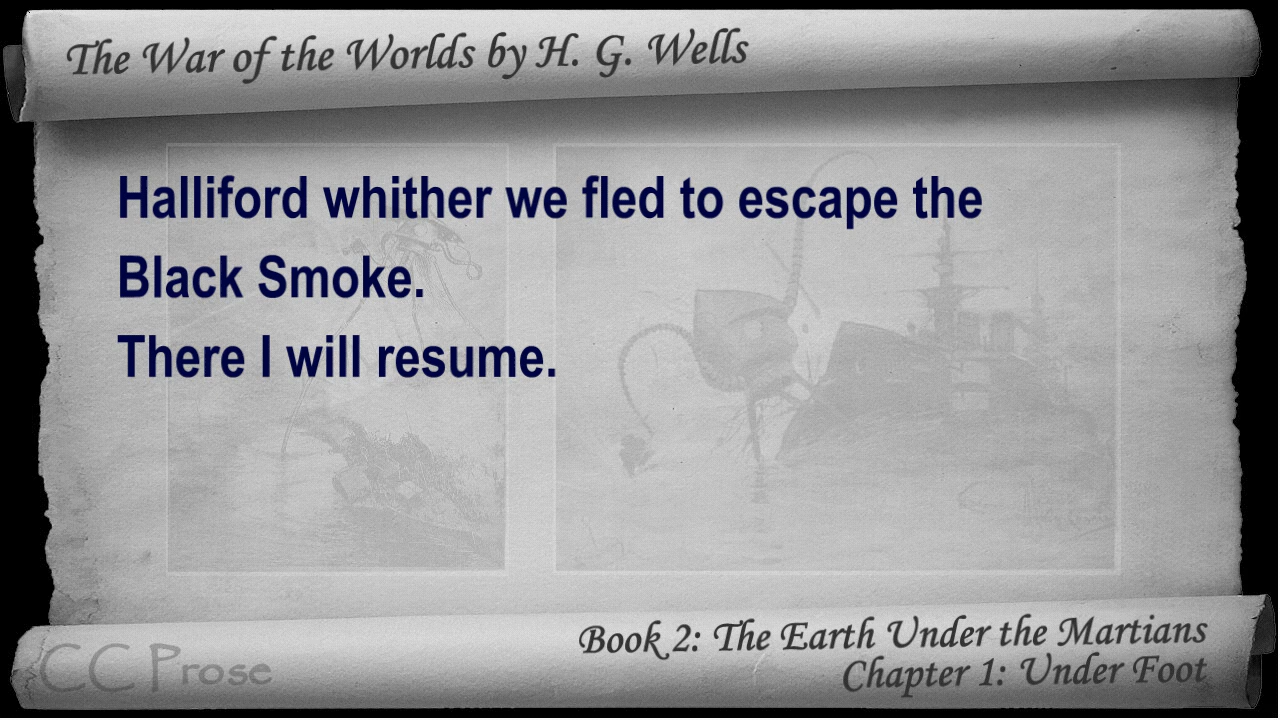 The War of the Worlds by H. G. Wells
Halliford whither we fled to escape the
Black Smoke.
There I will resume.
Book 2: The Earth Under the Martians
Chapter 1: Under Foot
CC Prose